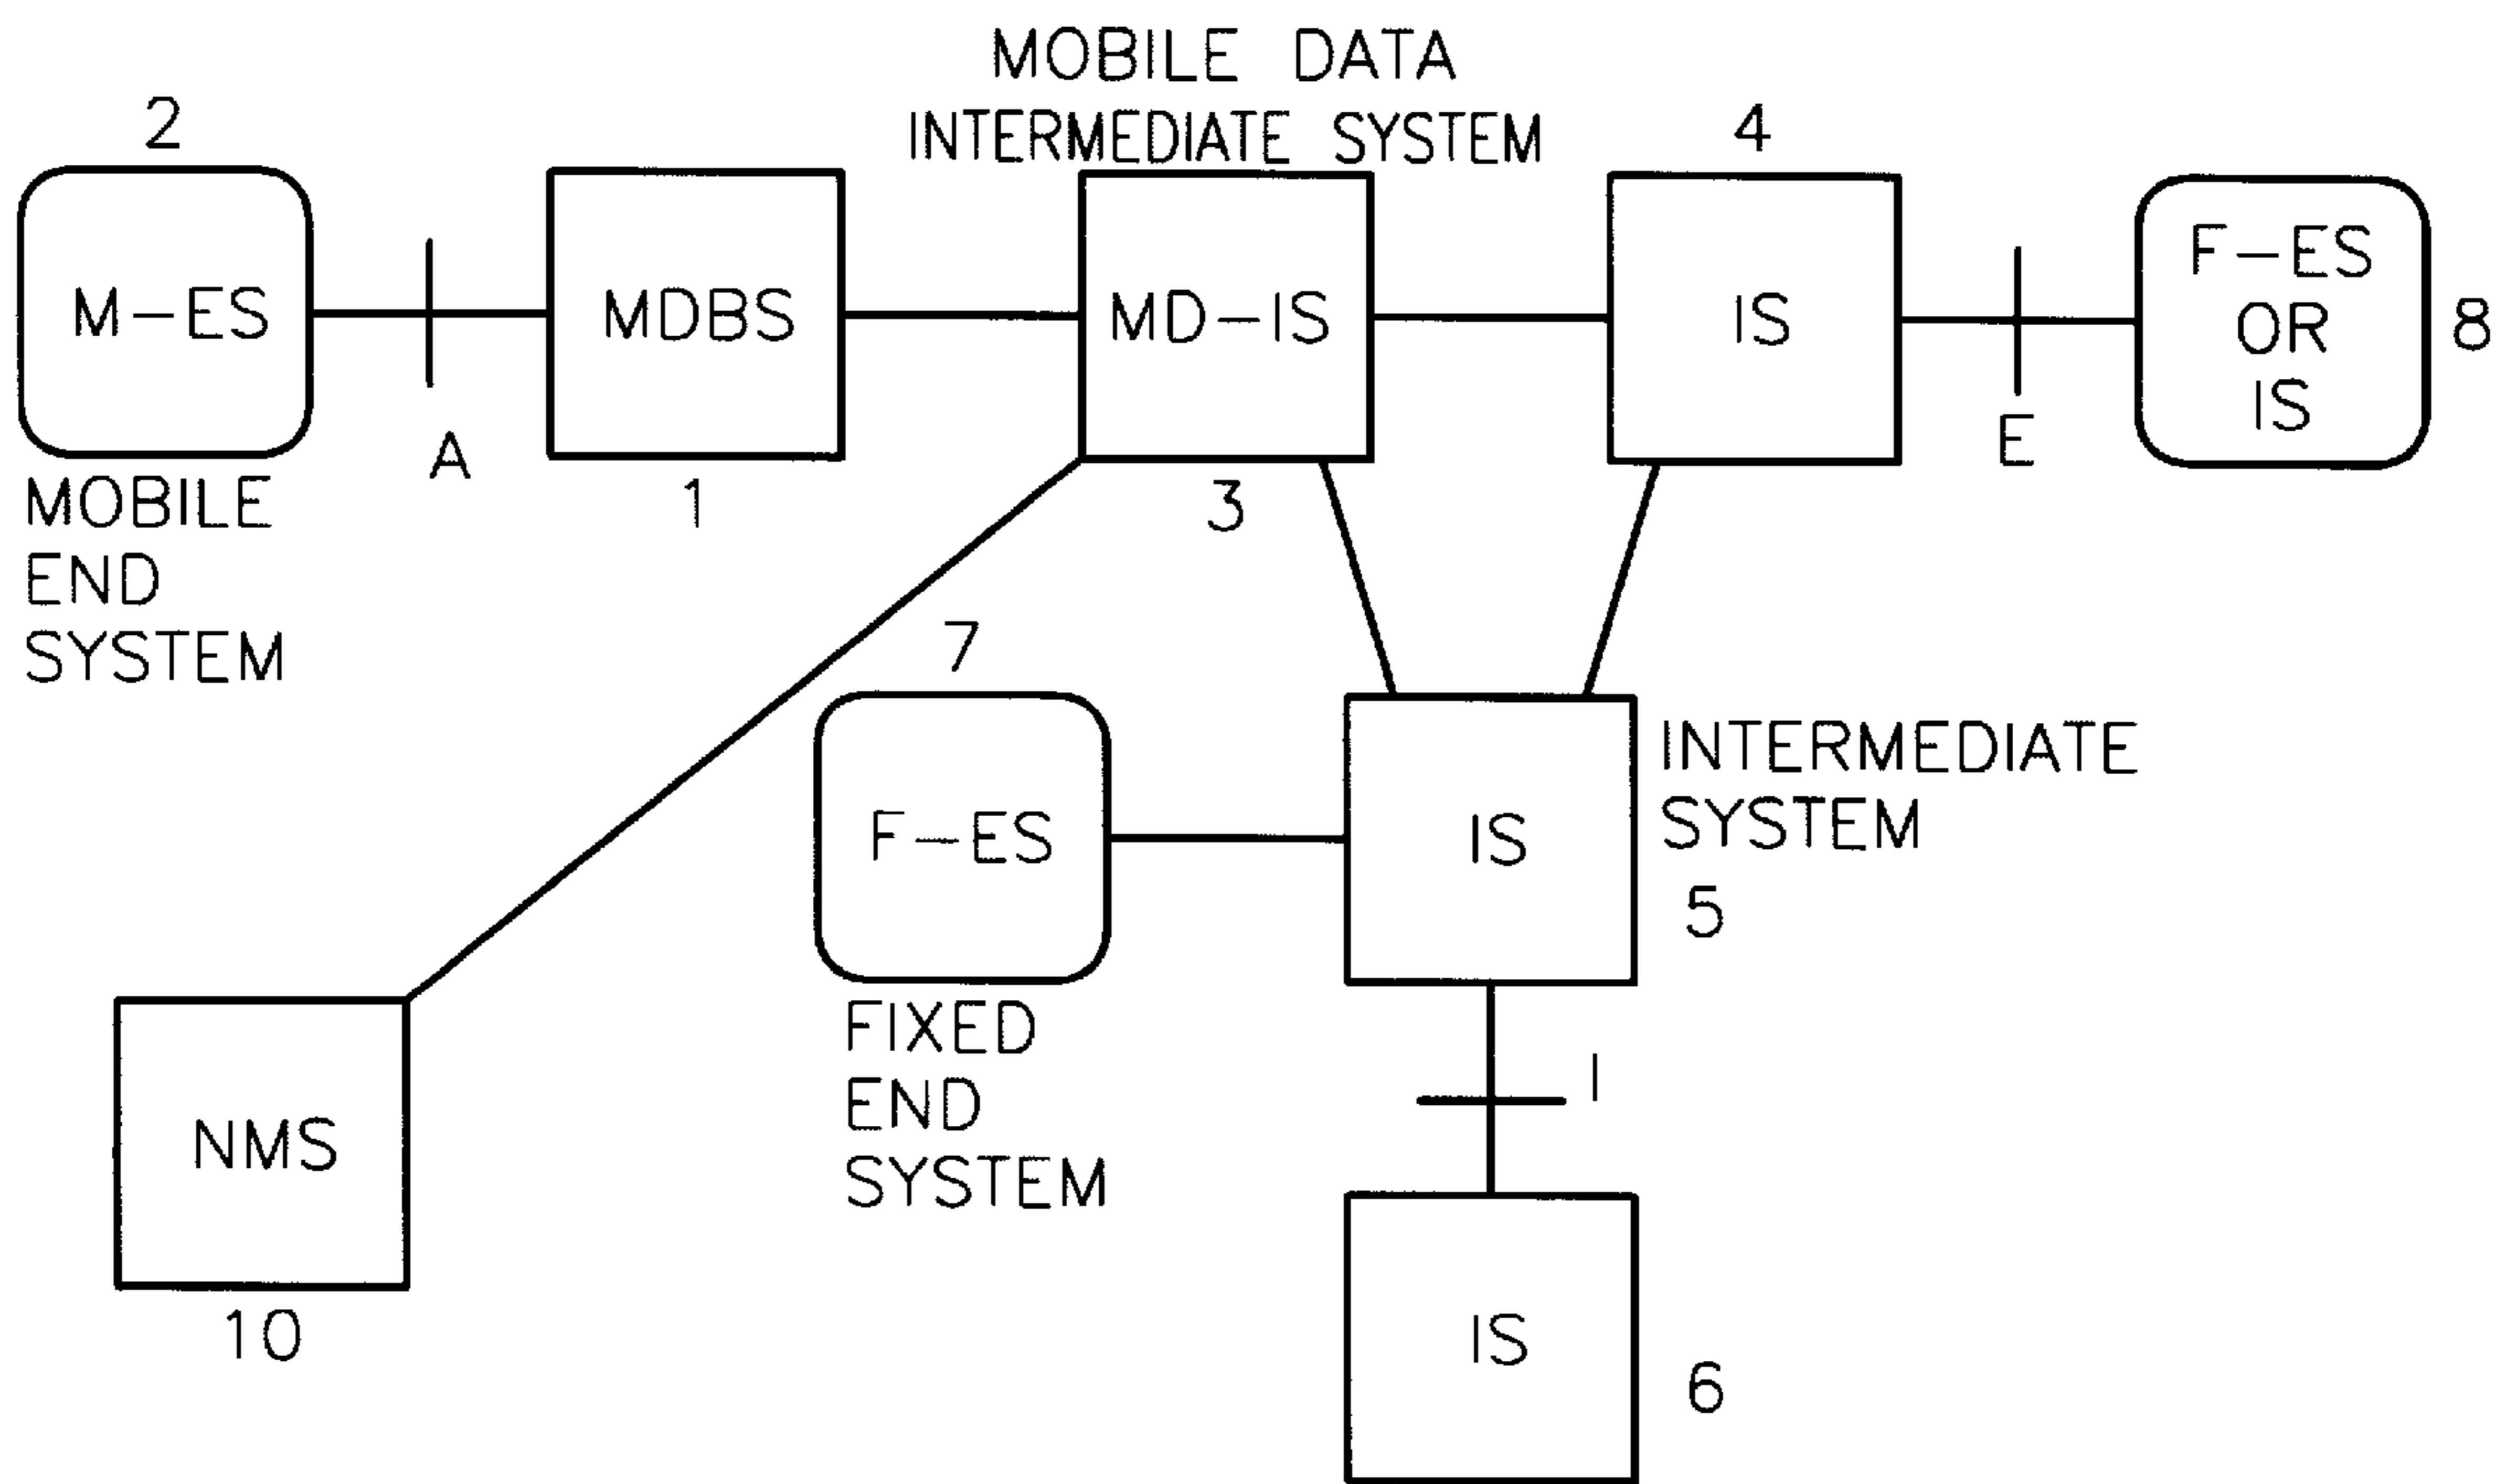 MOBILE DATA
INTERMEDIATE SYSTEM
2
4
M-ES
MDBS
MD-IS
IS
F-ES
OR
IS
8
A
E
1
3
MOBILE
END
SYSTEM
7
F-ES
IS
INTERMEDIATE
SYSTEM
5
FIXED
END
SYSTEM
I
NMS
10
IS
6